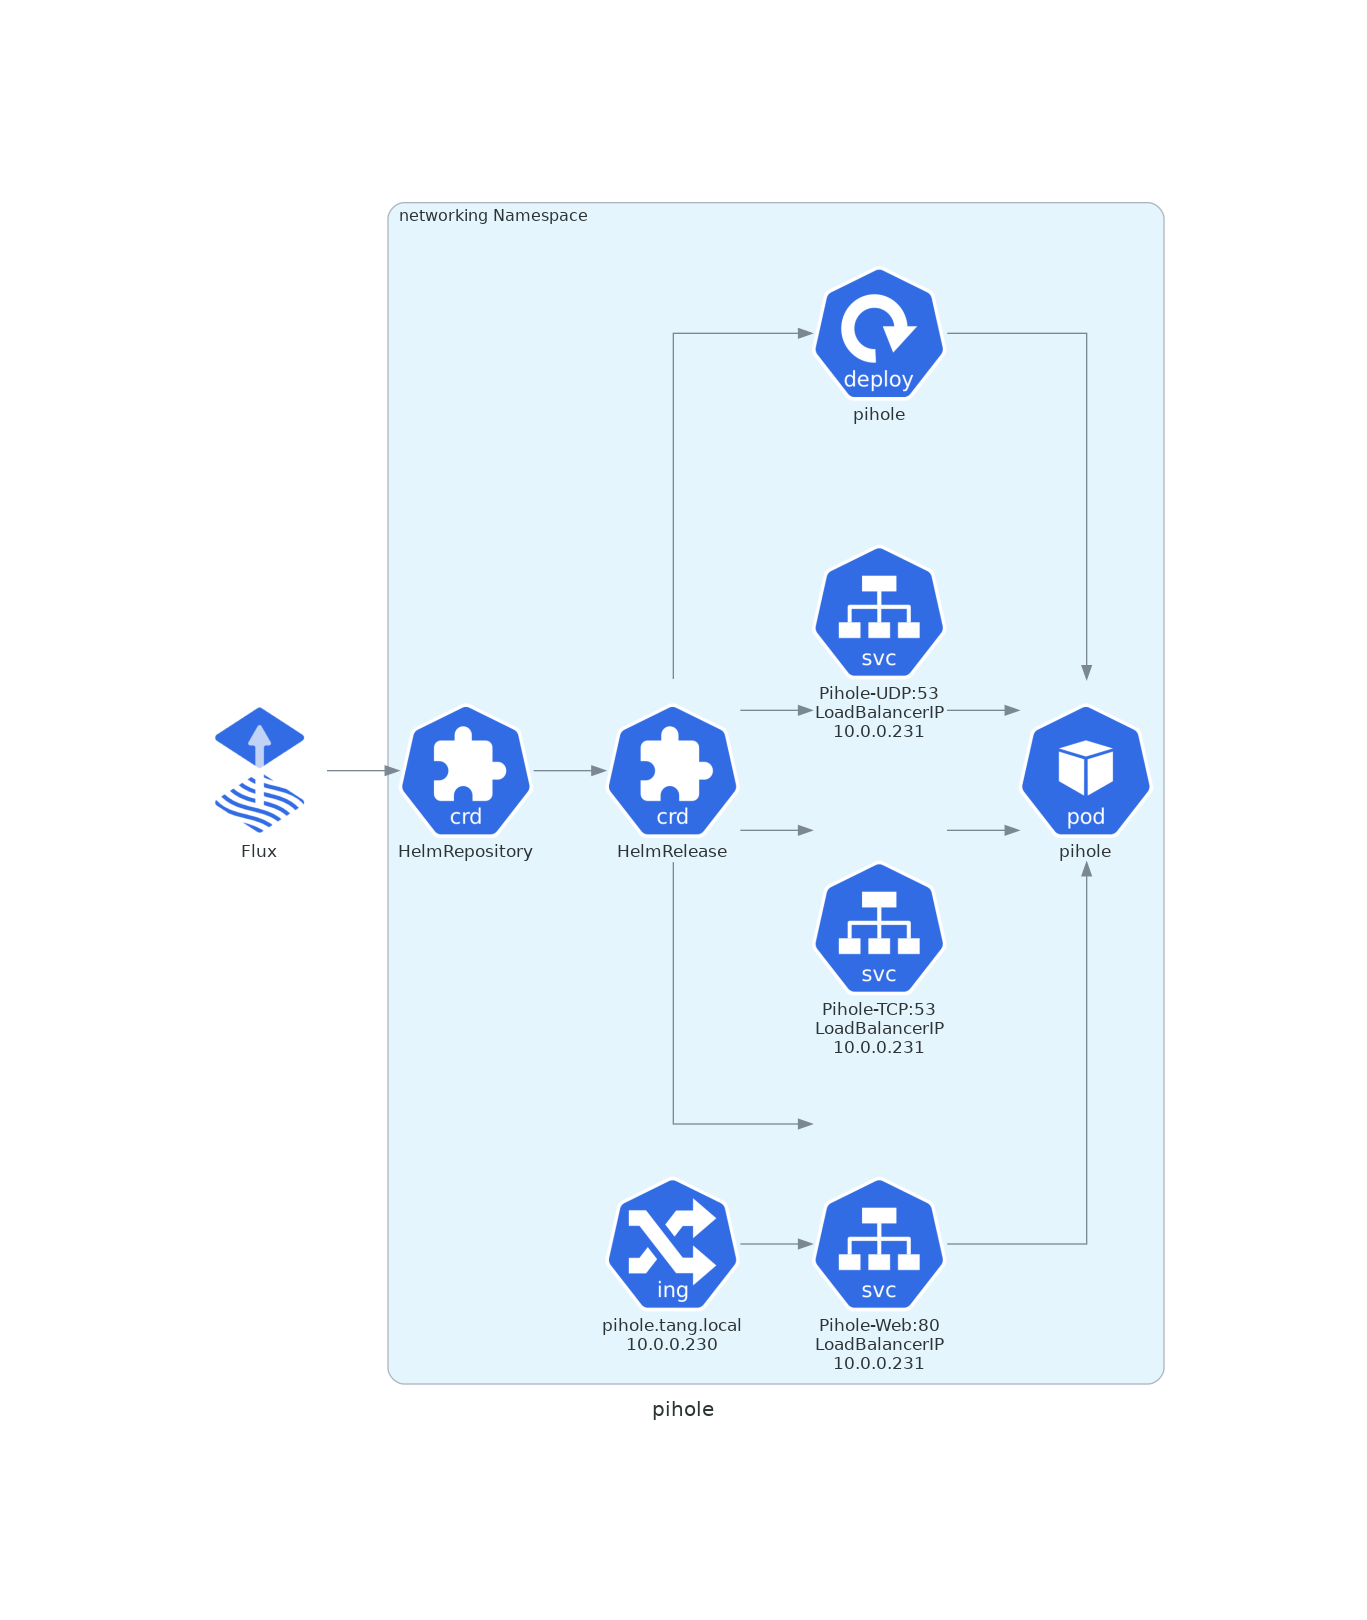 networking Namespace
deploy
pihole
svc
Pihole-UDP:53
LoadBalancerIP
10.0.0.231
Flux
crd
HelmRepository
crd
HelmRelease
pod
pihole
svc
Pihole-TCP:53
LoadBalancerIP
10.0.0.231
ing
pihole.tang.local
10.0.0.230
svc
Pihole-Web:80
LoadBalancerIP
10.0.0.231
pihole